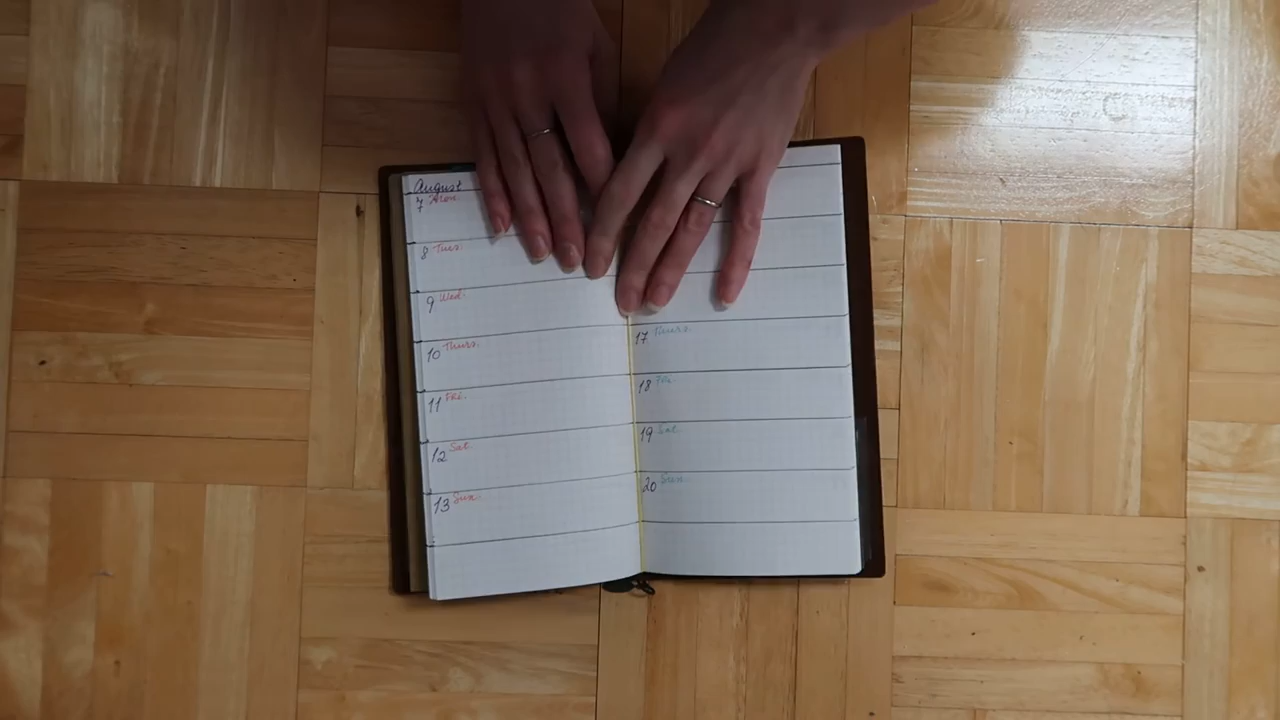 August
7 Mon.
8 Tues.
9 Wed.
10 Thurs.
11 Fri.
12 Sat.
13 Sun.
17 Thurs.
18 Fri.
19 Sat.
20 Sun.